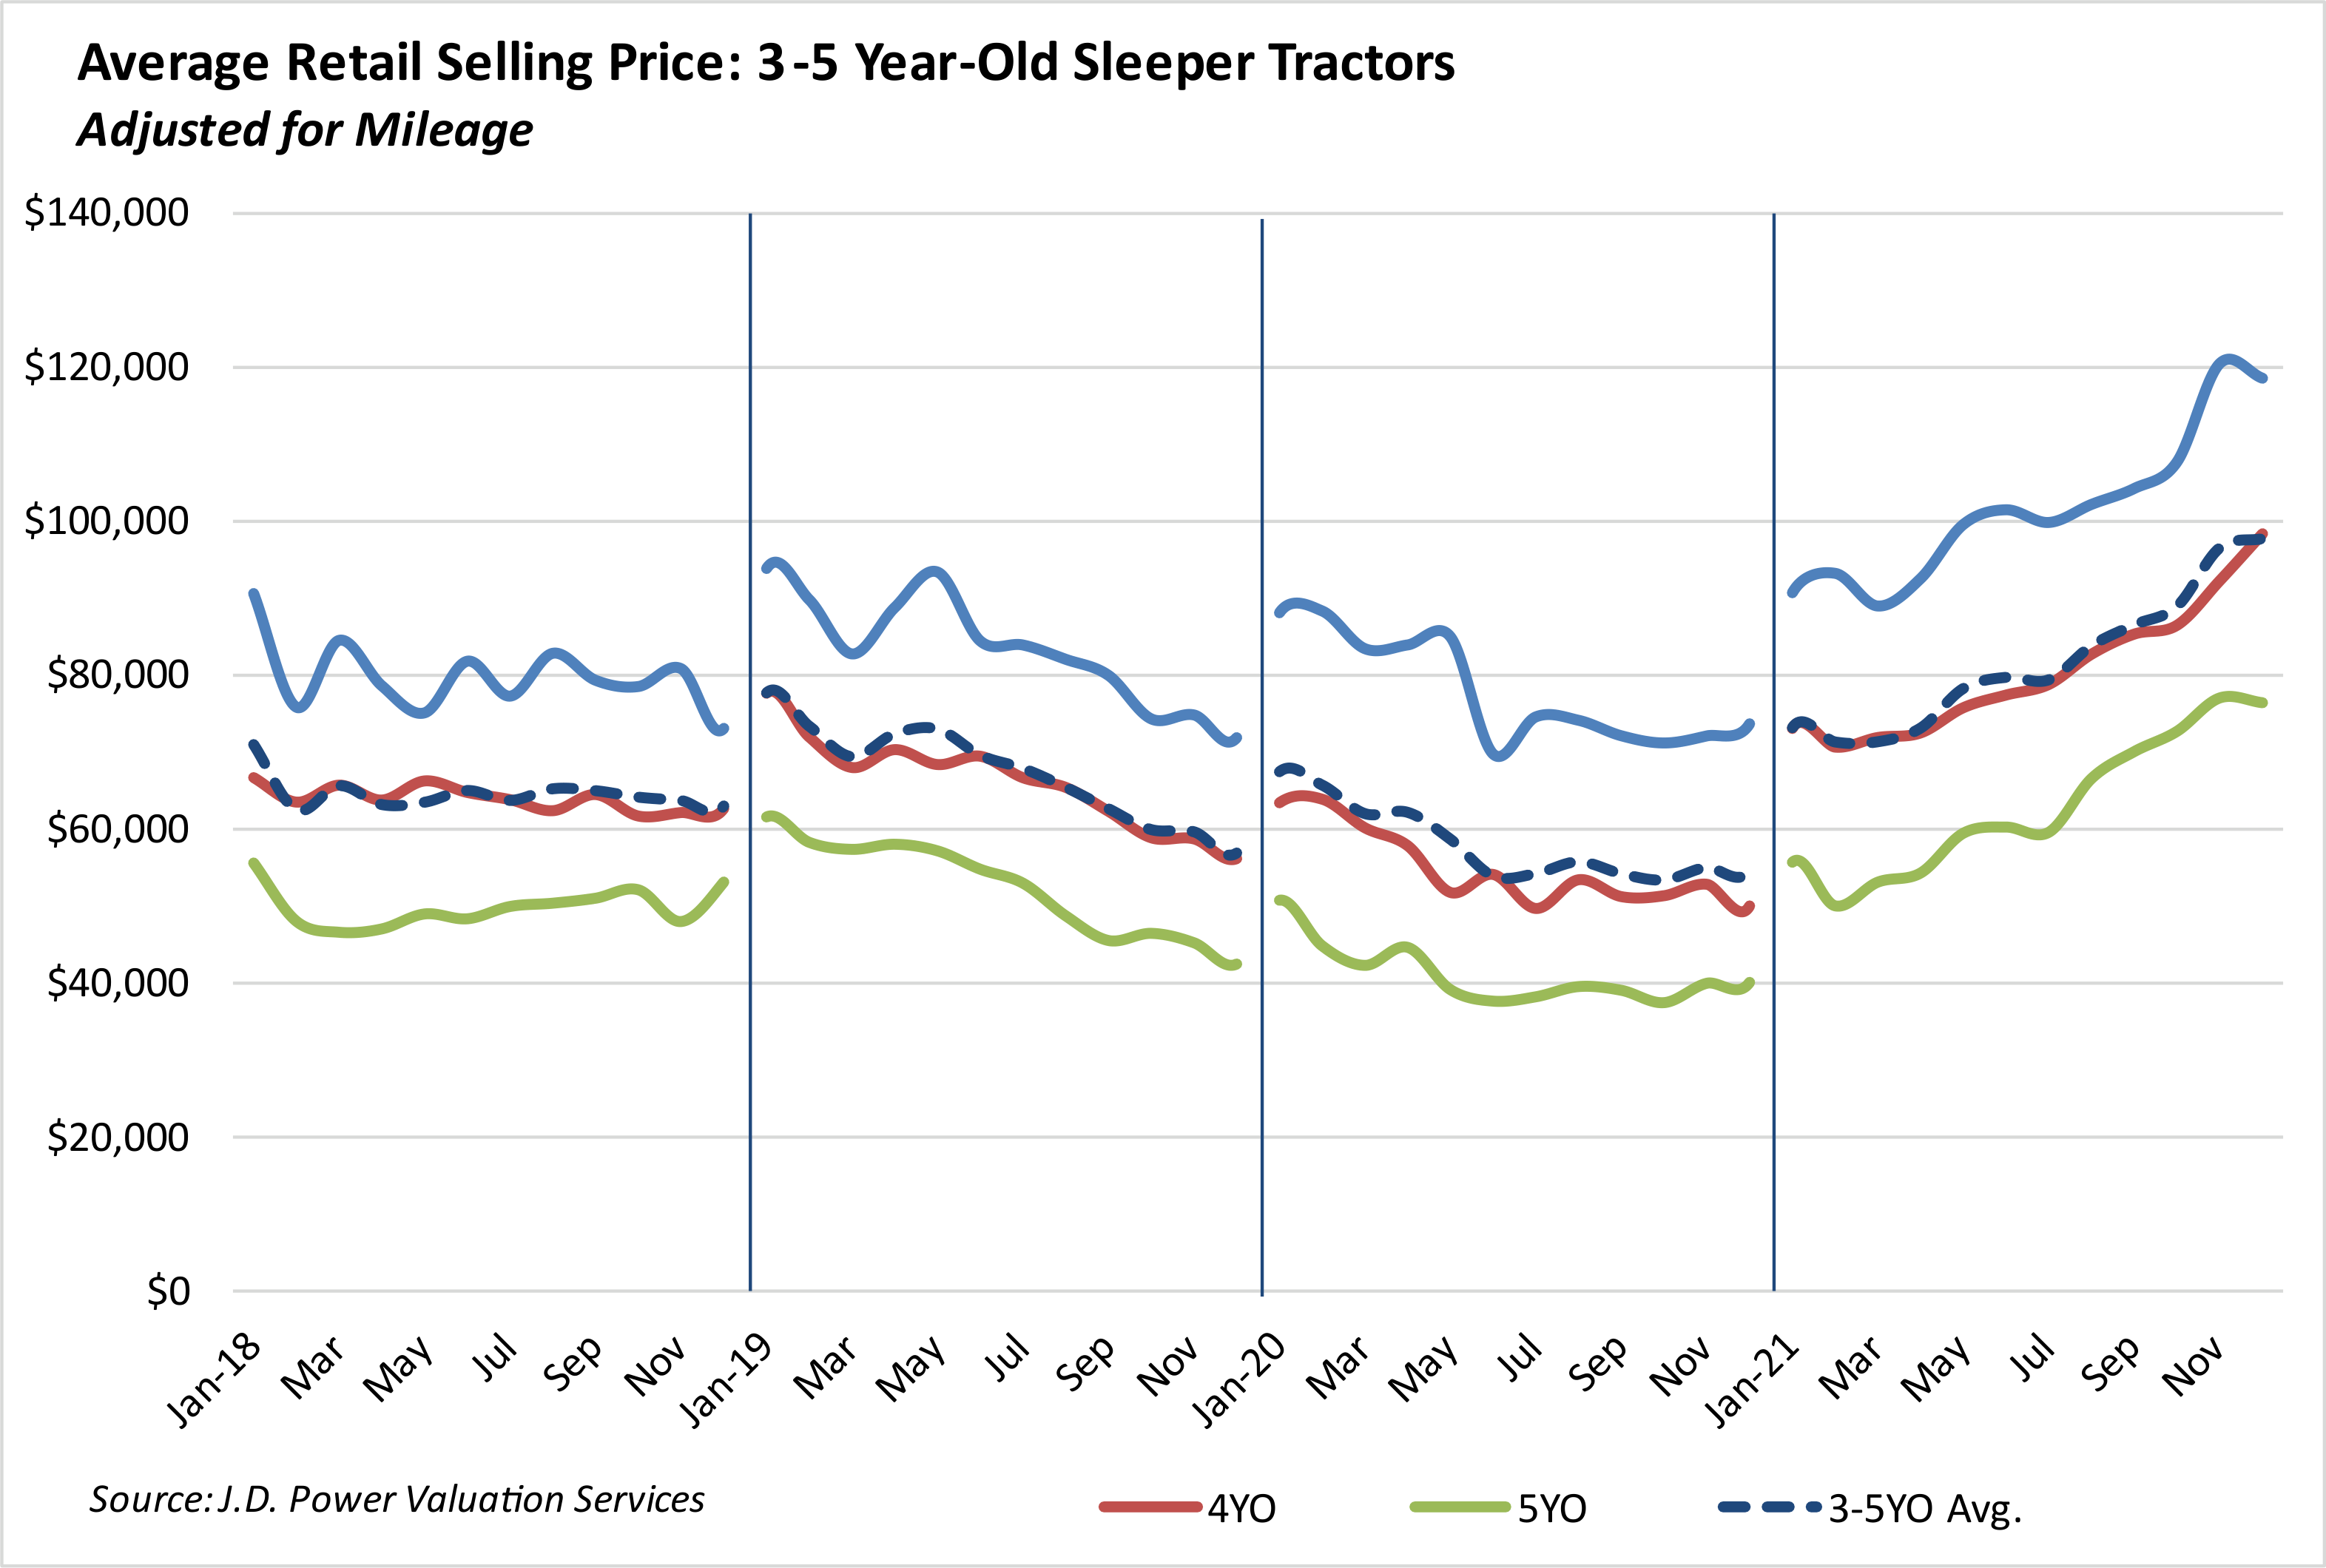 Average Retail Selling Price: 3-5 Year-Old Sleeper Tractors
Adjusted for Mileage
$140,000
$120,000
$100,000
$80,000
$60,000
$40,000
$20,000
$0
Jan-18
Mar
May
Jul
Sep
Nov
Jan-19
Mar
May
Jul
Sep
Nov
Jan-20
Mar
May
Jul
Sep
Nov
Jan-21
Mar
May
Jul
Sep
Nov
Source: J.D. Power Valuation Services
4YO
5YO
3-5YO Avg.